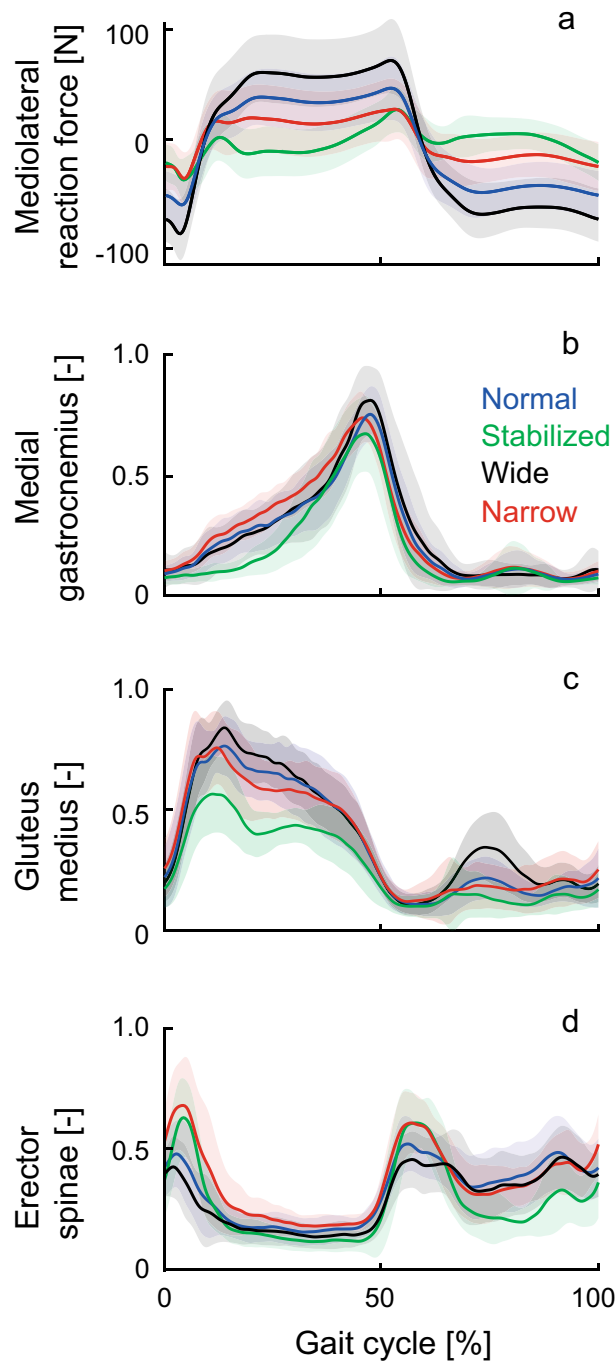 a
Mediolateral
reaction force [N]
100
0
-100
b
Medial
gastrocnemius [-]
1.0
0.5
0
Normal
Stabilized
Wide
Narrow
c
Gluteus
medius [-]
1.0
0.5
0
d
Erector
spinae [-]
1.0
0.5
0
0
50
100
Gait cycle [%]